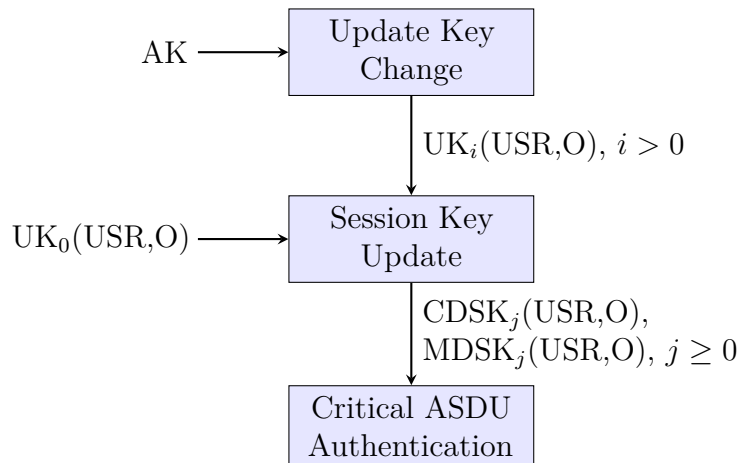 Update Key
Change
AK
UK_i(USR,O), i > 0
Session Key
Update
UK_0(USR,O)
CDSK_j(USR,O),
MDSK_j(USR,O), j ≥ 0
Critical ASDU
Authentication